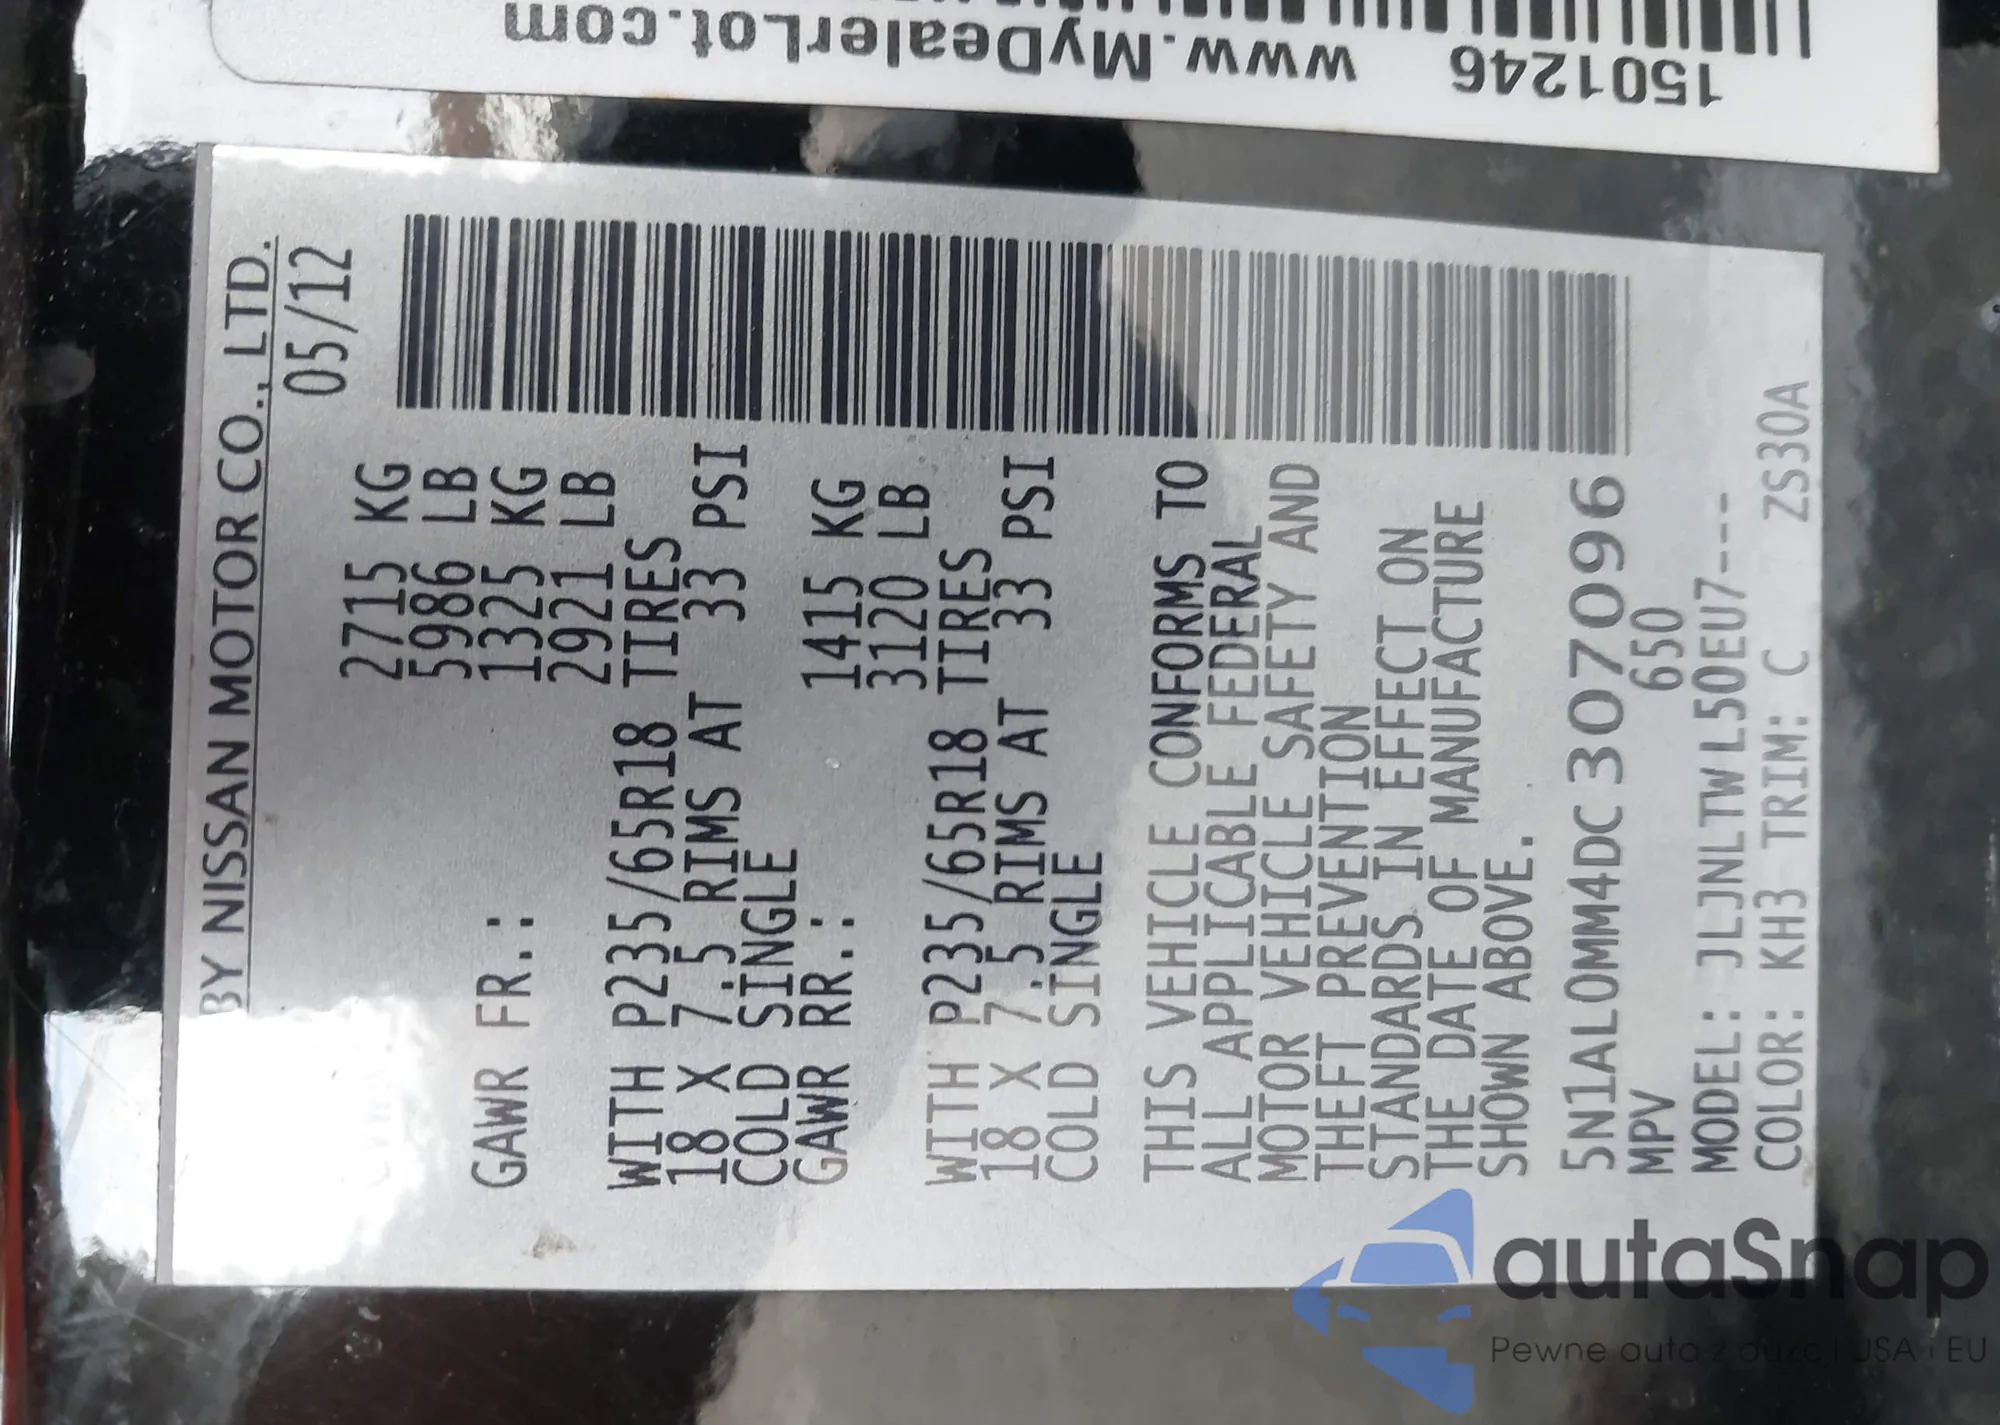 1501246 www.MyDealerLot.com
BY NISSAN MOTOR CO., LTD.
05/12
2715 KG
5986 LB
GAWR FR.: 1325 KG
2921 LB
WITH P235/65R18 TIRES
18 X 7.5 RIMS AT 33 PSI
COLD SINGLE
GAWR RR.: 1415 KG
3120 LB
WITH P235/65R18 TIRES
18 X 7.5 RIMS AT 33 PSI
COLD SINGLE
THIS VEHICLE CONFORMS TO
ALL APPLICABLE FEDERAL
MOTOR VEHICLE SAFETY AND
THEFT PREVENTION
STANDARDS IN EFFECT ON
THE DATE OF MANUFACTURE
SHOWN ABOVE.
5N1AL0MM4DC307096
MPV 650
MODEL: JLJNLTWL50EU7---
COLOR: KH3 TRIM: C ZS30A
autaSnap
Pewne auta z aukcji USA i EU